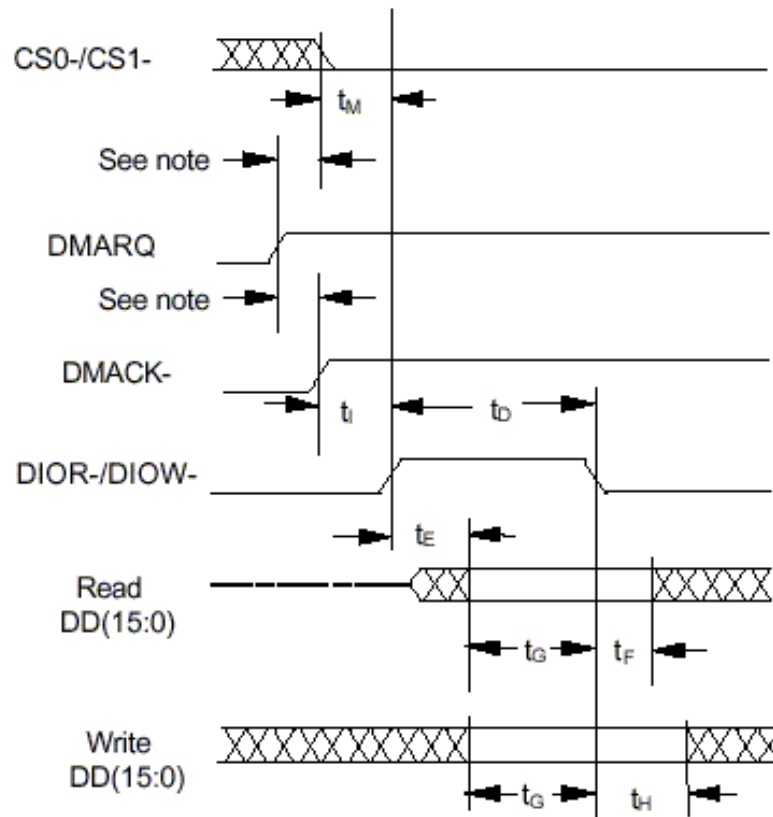 CS0-/CS1-
tM
See note
DMARQ
See note
DMACK-
tI
tD
DIOR-/DIOW-
tE
Read
DD(15:0)
tG
tF
Write
DD(15:0)
tG
tH